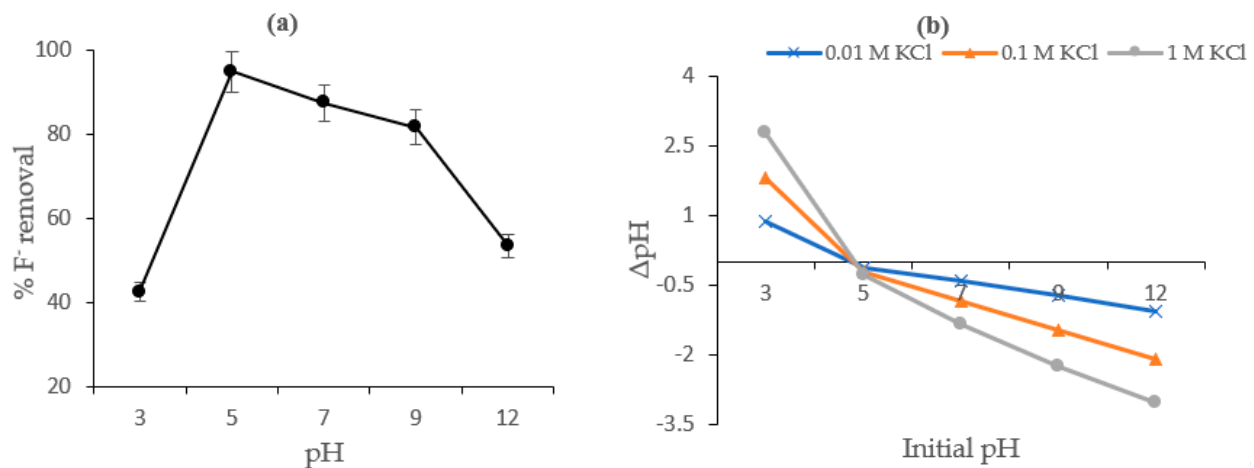 (a)
100
80
60
40
20
% F- removal
3 5 7 9 12
pH
(b)
0.01 M KCl 0.1 M KCl 1 M KCl
4
2.5
1
-0.5
-2
-3.5
ΔpH
3 5 7 9 12
Initial pH